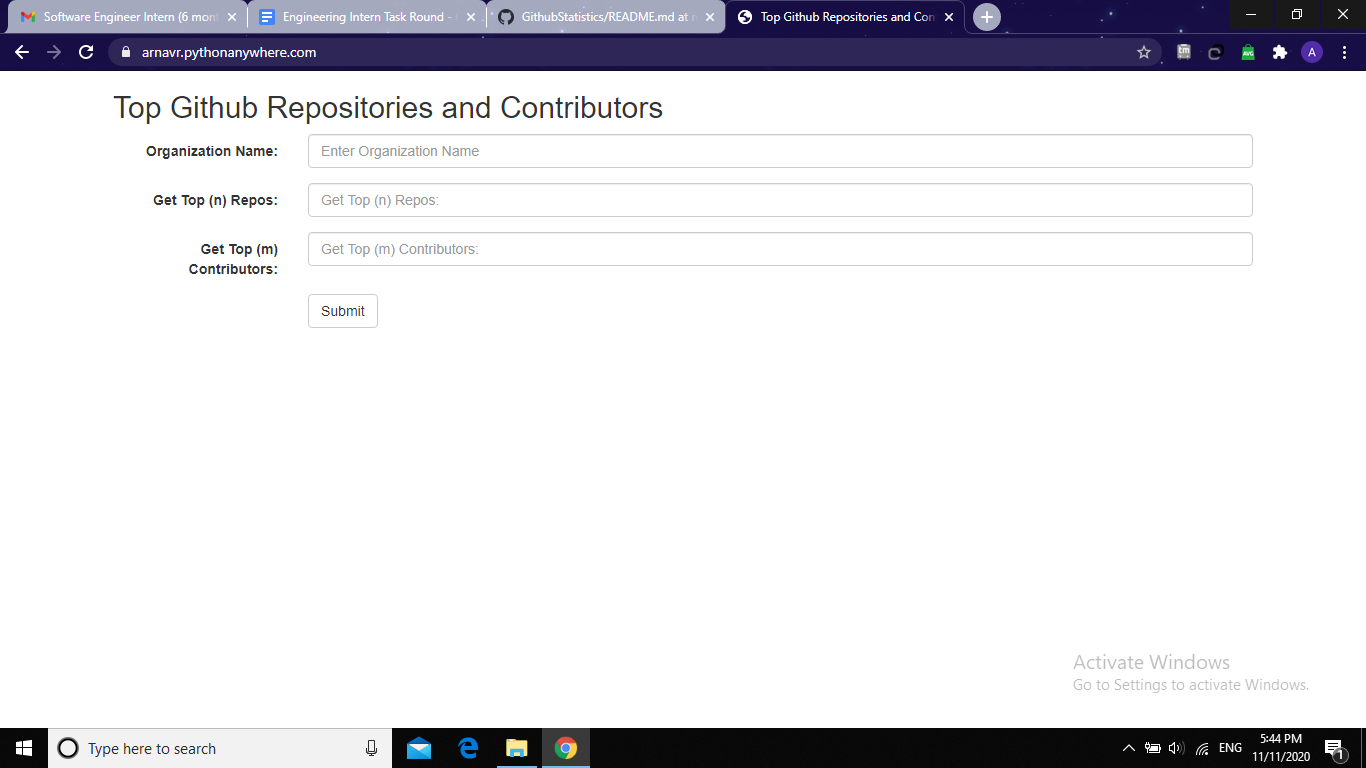 Software Engineer Intern (6 mon
Engineering Intern Task Round -
GithubStatistics/README.md at
Top Github Repositories and Con
arnavr.pythonanywhere.com
A
Top Github Repositories and Contributors
Organization Name:
Enter Organization Name
Get Top (n) Repos:
Get Top (n) Repos:
Get Top (m)
Contributors:
Get Top (m) Contributors:
Submit
Activate Windows
Go to Settings to activate Windows.
Type here to search
ENG
5:44 PM
11/11/2020
1